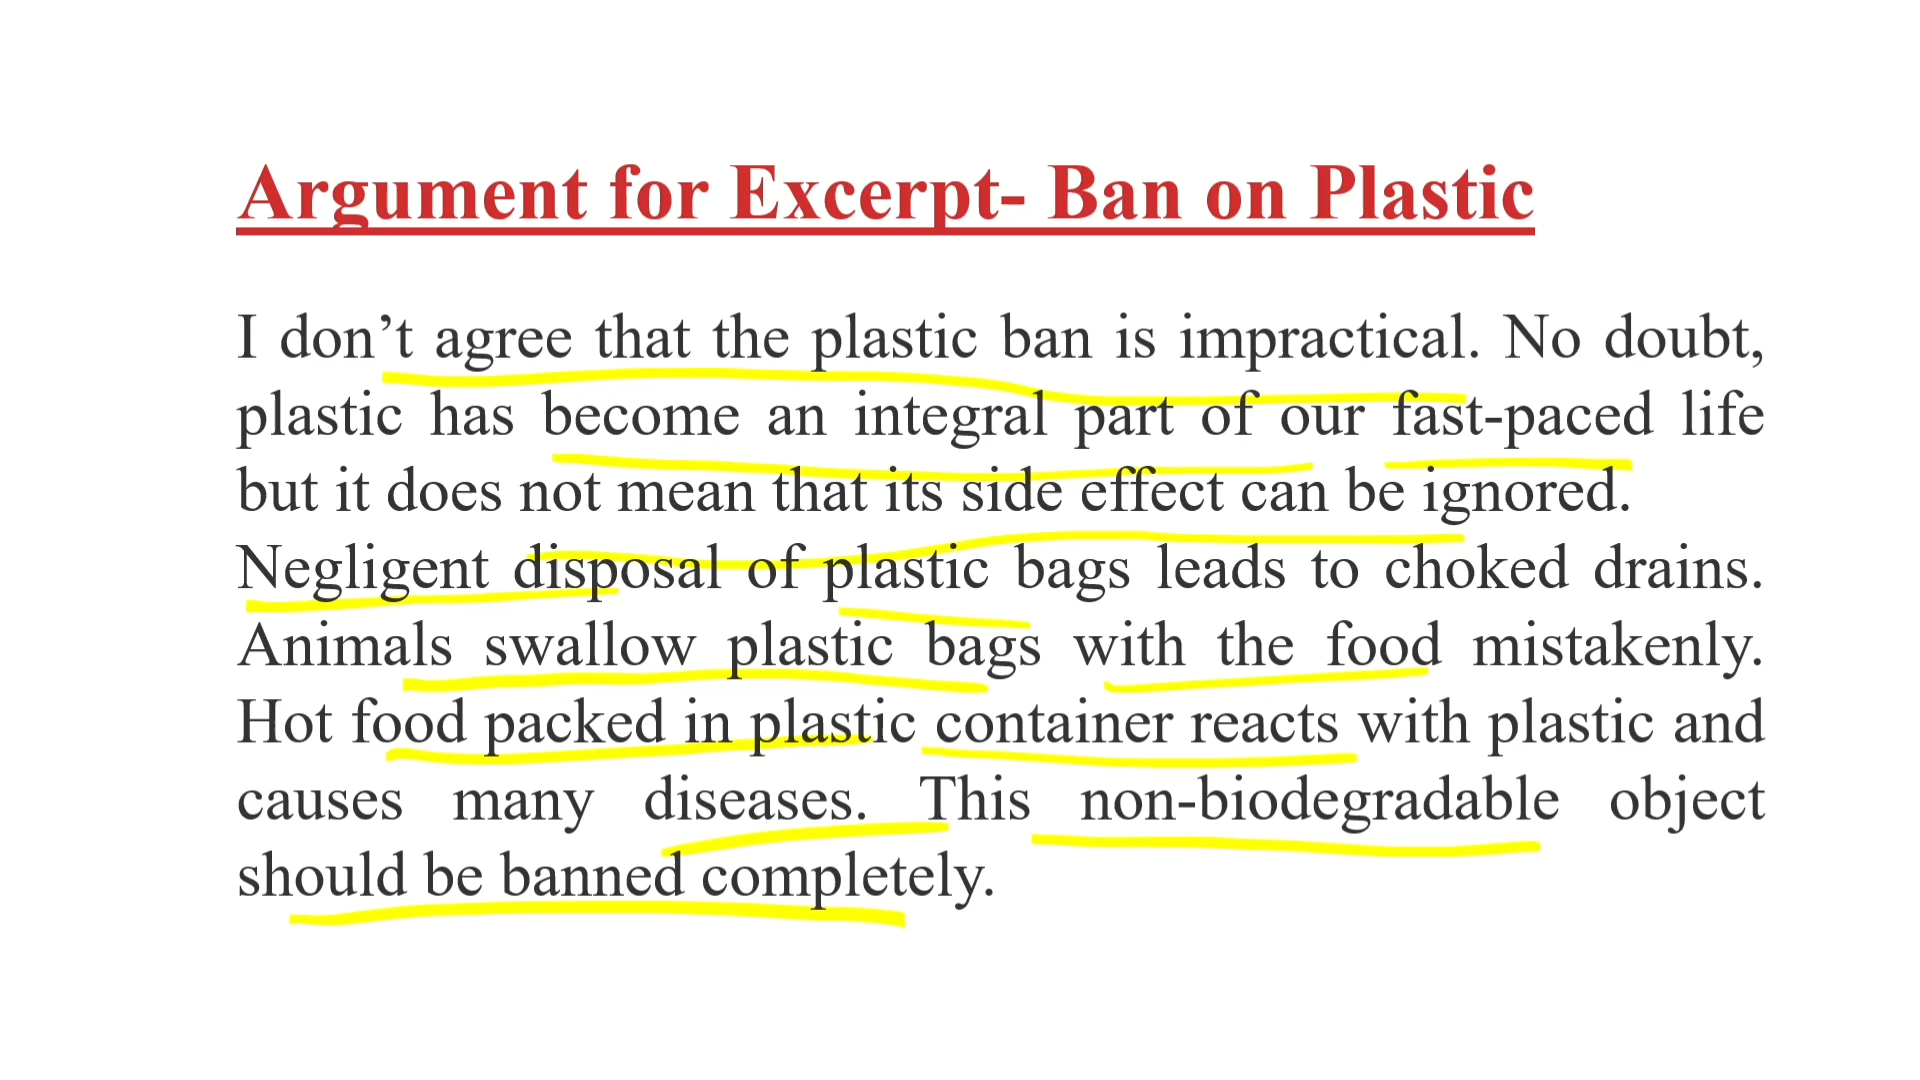 Argument for Excerpt- Ban on Plastic
I don’t agree that the plastic ban is impractical. No doubt,
plastic has become an integral part of our fast-paced life
but it does not mean that its side effect can be ignored.
Negligent disposal of plastic bags leads to choked drains.
Animals swallow plastic bags with the food mistakenly.
Hot food packed in plastic container reacts with plastic and
causes many diseases. This non-biodegradable object
should be banned completely.